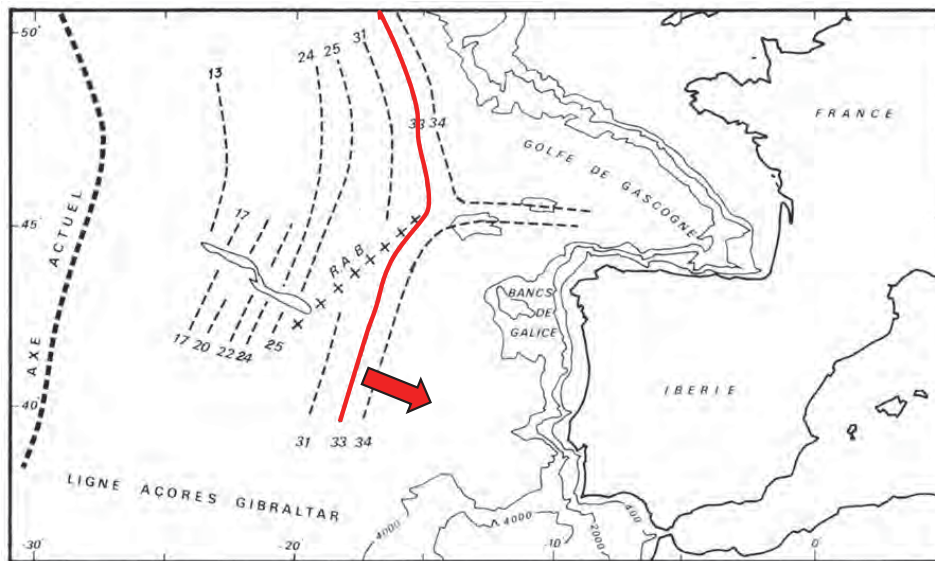 50°
31
25
24
13
33 34
FRANCE
GOLFE DE GASCOGNE
ACTUEL
45°
17
R.A.B.
BANCS
DE
GALICE
AXE
17 20 22 24 25
40°
IBERIE
31 33 34
LIGNE AÇORES GIBRALTAR
4000
4000
2000
400
-30°
-20
-10
0